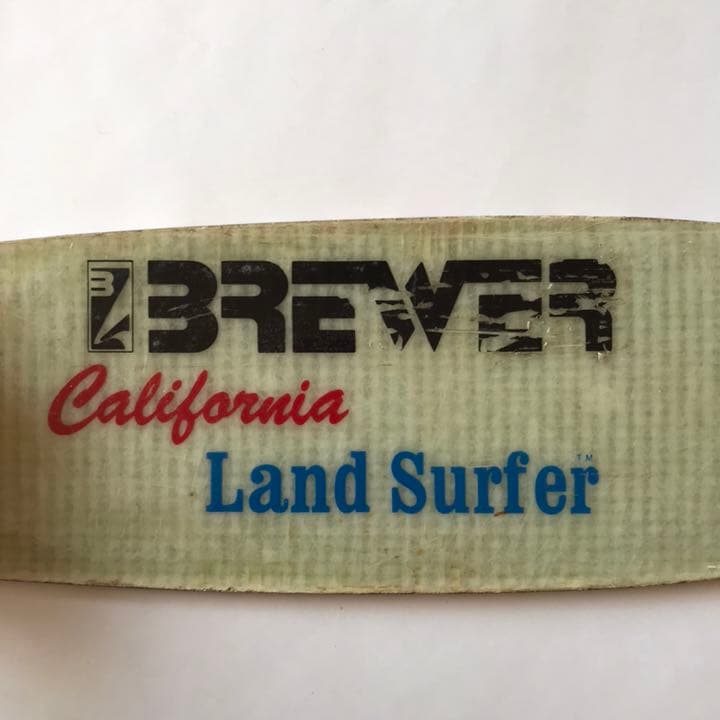 B BREWER
California
Land Surfer™